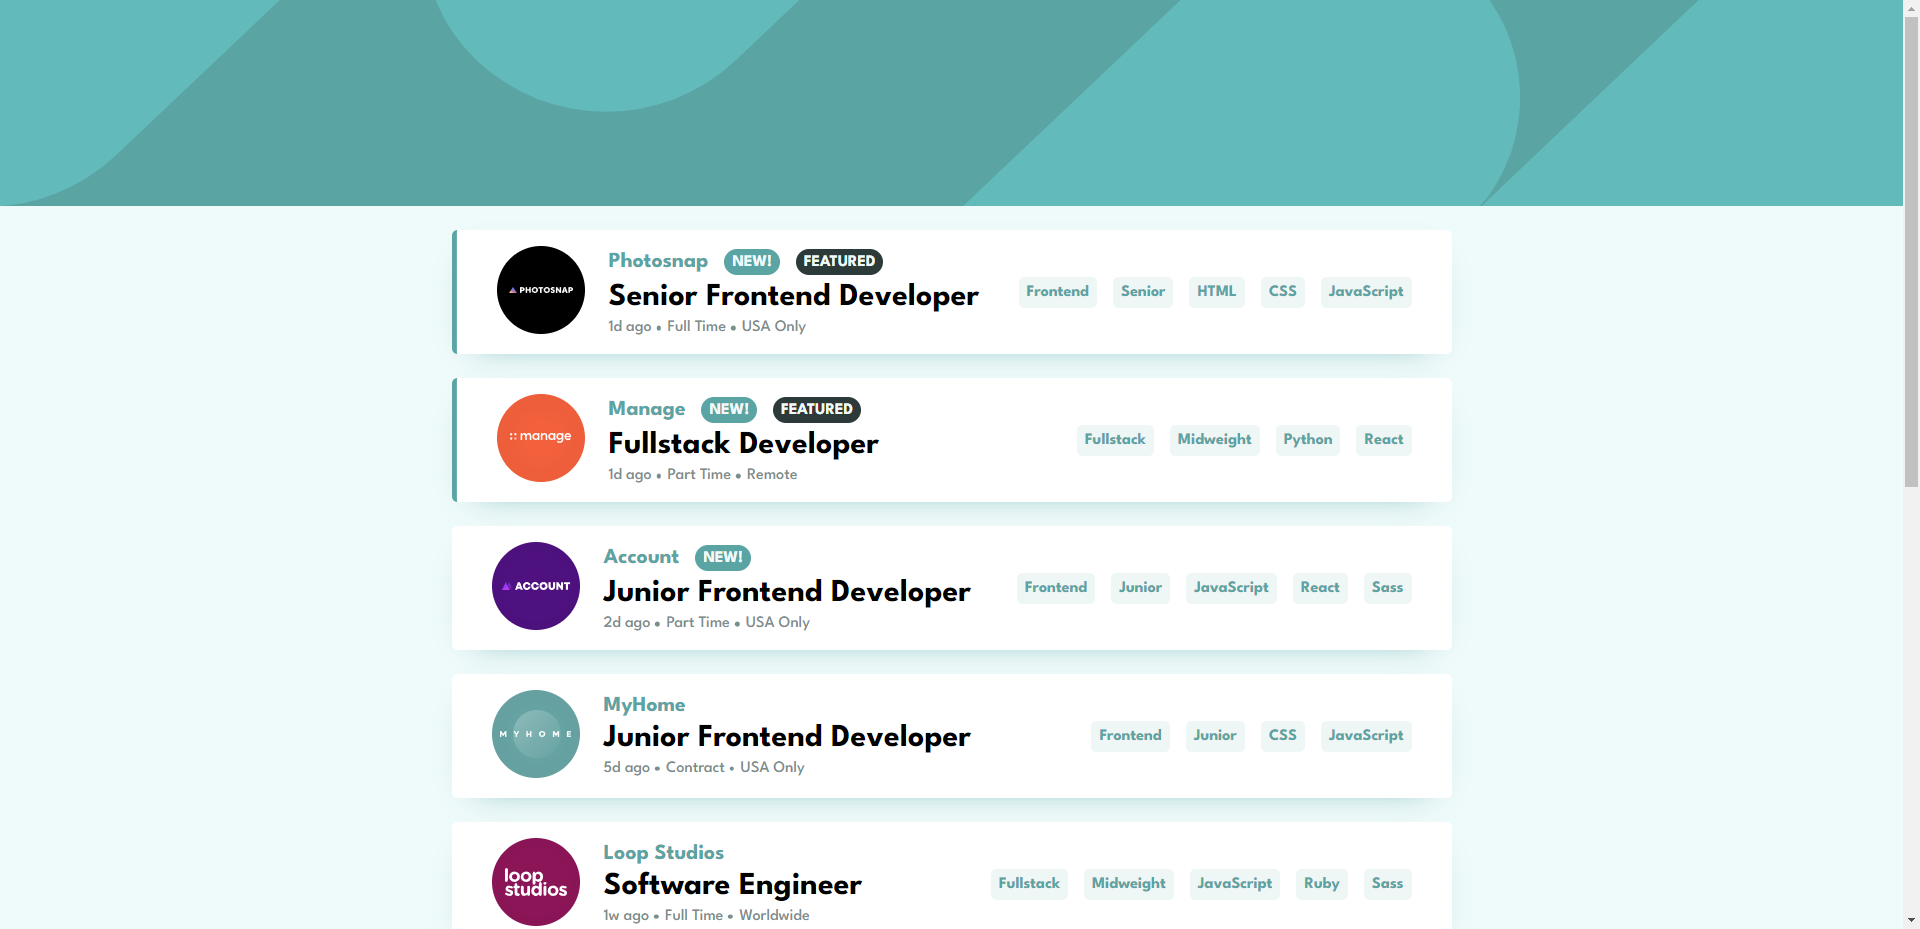 PHOTOSNAP
Photosnap NEW! FEATURED
Senior Frontend Developer
1d ago • Full Time • USA Only
Frontend Senior HTML CSS JavaScript
manage
Manage NEW! FEATURED
Fullstack Developer
1d ago • Part Time • Remote
Fullstack Midweight Python React
ACCOUNT
Account NEW!
Junior Frontend Developer
2d ago • Part Time • USA Only
Frontend Junior JavaScript React Sass
MYHOME
MyHome
Junior Frontend Developer
5d ago • Contract • USA Only
Frontend Junior CSS JavaScript
loop
studios
Loop Studios
Software Engineer
1w ago • Full Time • Worldwide
Fullstack Midweight JavaScript Ruby Sass